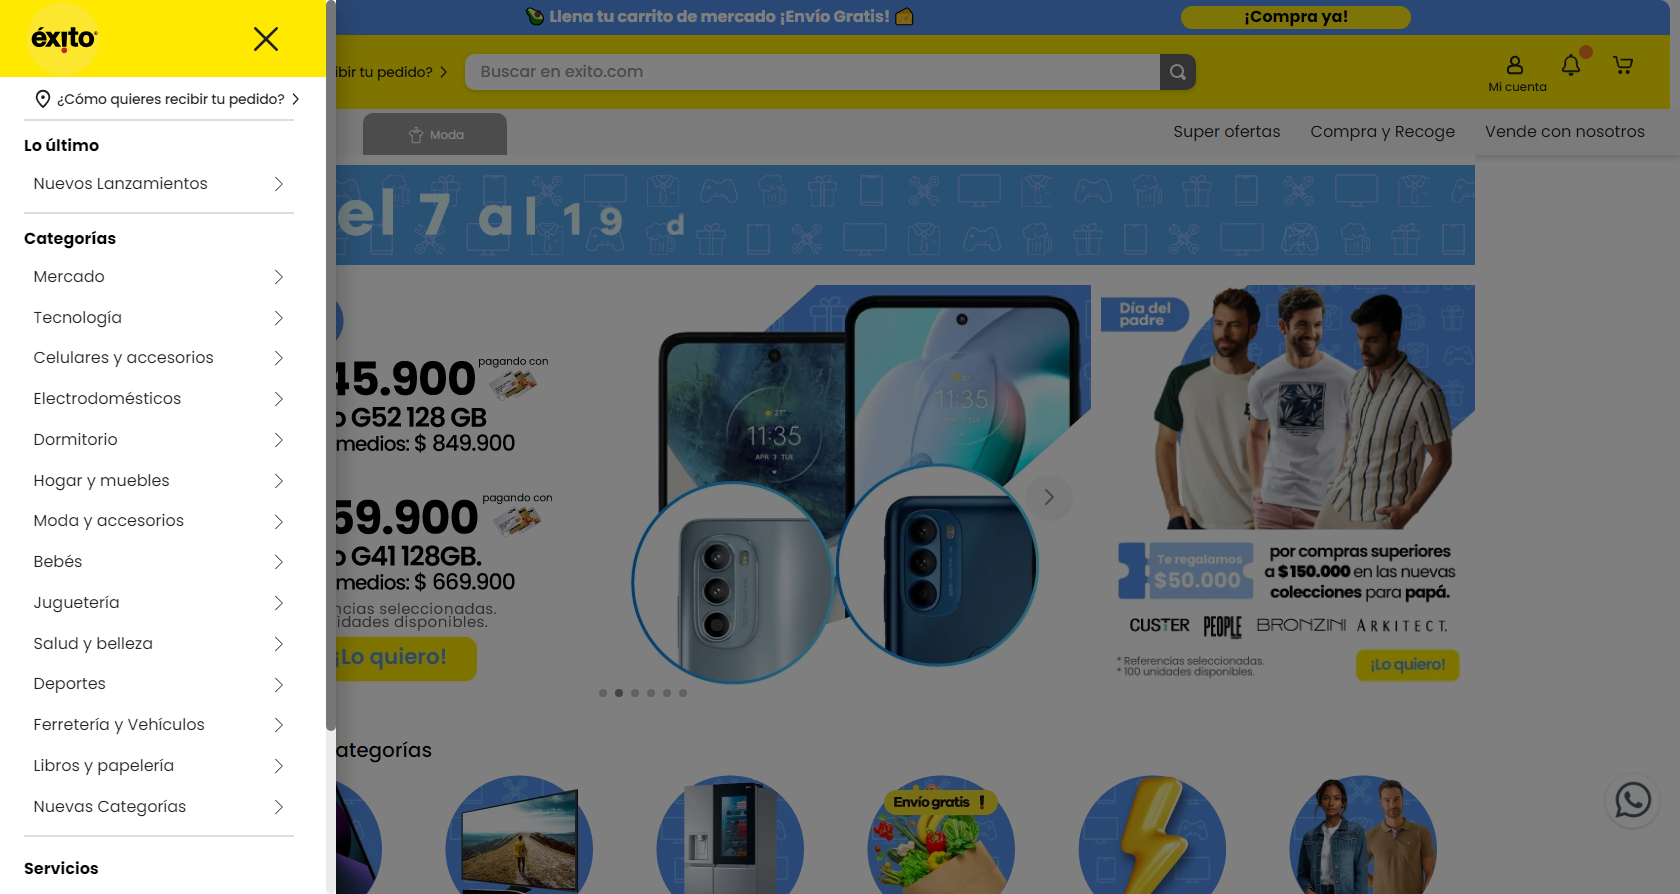 éxito
¿Cómo quieres recibir tu pedido?
Lo último
Nuevos Lanzamientos
Categorías
Mercado
Tecnología
Celulares y accesorios
Electrodomésticos
Dormitorio
Hogar y muebles
Moda y accesorios
Bebés
Juguetería
Salud y belleza
Deportes
Ferretería y Vehículos
Libros y papelería
Nuevas Categorías
Servicios
Llena tu carrito de mercado ¡Envío Gratis!
¡Compra ya!
ibir tu pedido?
Buscar en exito.com
Mi cuenta
Moda
Super ofertas
Compra y Recoge
Vende con nosotros
el 7 al 19 d
45.900
pagando con
o G52 128 GB
medios: $ 849.900
59.900
pagando con
o G41 128GB.
medios: $ 669.900
ncias seleccionadas.
idades disponibles.
¡Lo quiero!
11:35
APR 3 TUE
11:35
Día del
padre
Te regalamos
$50.000
por compras superiores
a $150.000 en las nuevas
colecciones para papá.
CUSTER PEOPLE BRONZINI ARKITECT.
* Referencias seleccionadas.
* 100 unidades disponibles.
¡Lo quiero!
ategorías
Envío gratis !